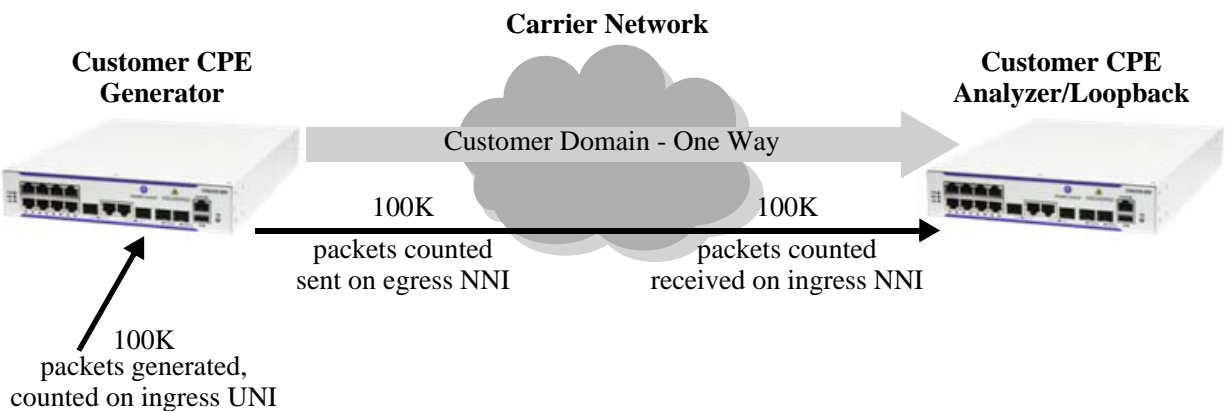 Carrier Network
Customer CPE
Generator
Customer CPE
Analyzer/Loopback
Customer Domain - One Way
100K
packets counted
sent on egress NNI
100K
packets counted
received on ingress NNI
100K
packets generated,
counted on ingress UNI